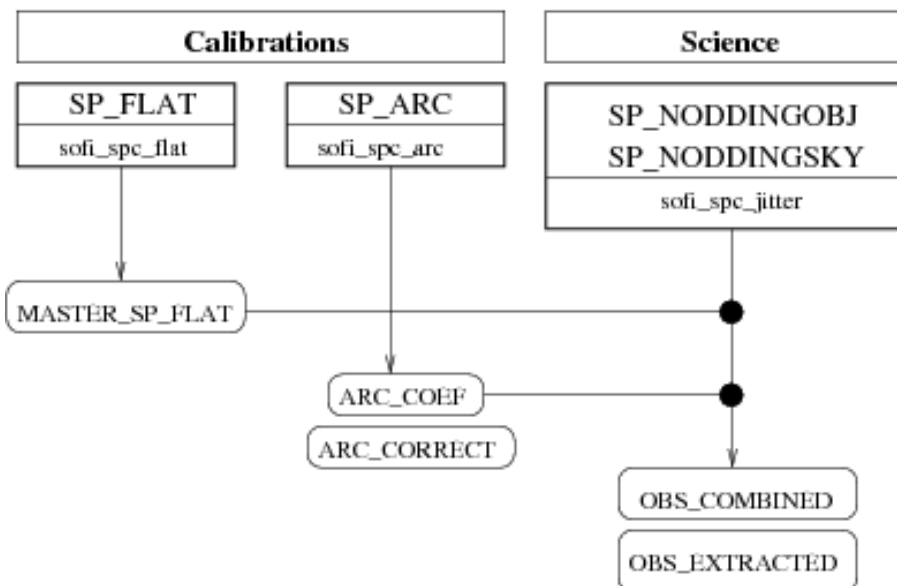 Calibrations
Science
SP_FLAT
sofi_spc_flat
SP_ARC
sofi_spc_arc
SP_NODDINGOBJ
SP_NODDINGSKY
sofi_spc_jitter
MASTER_SP_FLAT
ARC_COEF
ARC_CORRECT
OBS_COMBINED
OBS_EXTRACTED